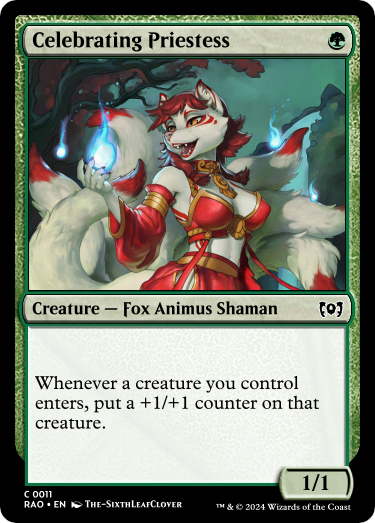 Celebrating Priestess
Creature — Fox Animus Shaman
Whenever a creature you control
enters, put a +1/+1 counter on that
creature.
1/1
C 0011
RAO • EN The-SixthLeafClover
™ & © 2024 Wizards of the Coast